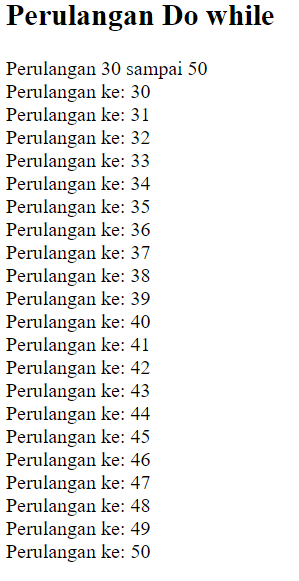 Perulangan Do while
Perulangan 30 sampai 50
Perulangan ke: 30
Perulangan ke: 31
Perulangan ke: 32
Perulangan ke: 33
Perulangan ke: 34
Perulangan ke: 35
Perulangan ke: 36
Perulangan ke: 37
Perulangan ke: 38
Perulangan ke: 39
Perulangan ke: 40
Perulangan ke: 41
Perulangan ke: 42
Perulangan ke: 43
Perulangan ke: 44
Perulangan ke: 45
Perulangan ke: 46
Perulangan ke: 47
Perulangan ke: 48
Perulangan ke: 49
Perulangan ke: 50